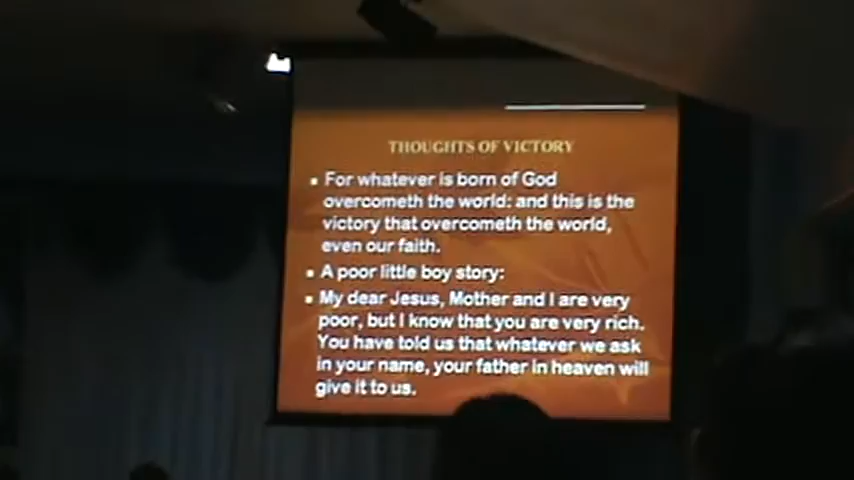 THOUGHTS OF VICTORY
▪ For whatever is born of God
overcometh the world: and this is the
victory that overcometh the world,
even our faith.
▪ A poor little boy story:
▪ My dear Jesus, Mother and I are very
poor, but I know that you are very rich.
You have told us that whatever we ask
in your name, your father in heaven will
give it to us.